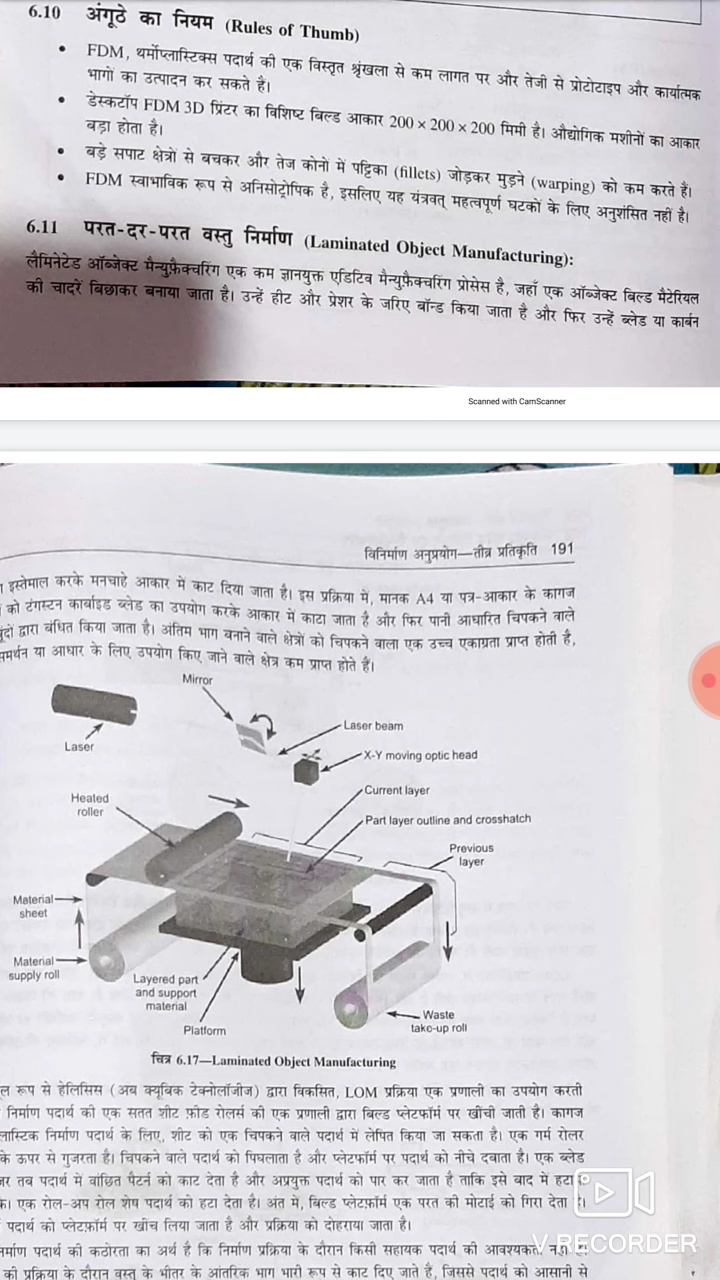 6.10 अंगूठे का नियम (Rules of Thumb)
• FDM, थर्मोप्लास्टिक्स पदार्थ की एक विस्तृत श्रृंखला से कम लागत पर और तेजी से प्रोटोटाइप और कार्यात्मक
भागों का उत्पादन कर सकते हैं।
• डेस्कटॉप FDM 3D प्रिंटर का विशिष्ट बिल्ड आकार 200 × 200 × 200 मिमी है। औद्योगिक मशीनों का आकार
बड़ा होता है।
• बड़े सपाट क्षेत्रों से बचकर और तेज कोनों में पट्टिका (fillets) जोड़कर मुड़ने (warping) को कम करते हैं।
• FDM स्वाभाविक रूप से अनिसोट्रोपिक है, इसलिए यह यंत्रवत् महत्वपूर्ण घटकों के लिए अनुशंसित नहीं है।
6.11 परत-दर-परत वस्तु निर्माण (Laminated Object Manufacturing):
लैमिनेटेड ऑब्जेक्ट मैन्युफ़ैक्चरिंग एक कम ज्ञानयुक्त एडिटिव मैन्युफ़ैक्चरिंग प्रोसेस है, जहाँ एक ऑब्जेक्ट बिल्ड मैटेरियल
की चादरें बिछाकर बनाया जाता है। उन्हें हीट और प्रेशर के जरिए बॉन्ड किया जाता है और फिर उन्हें ब्लेड या कार्बन
Scanned with CamScanner
विनिर्माण अनुप्रयोग—तीव्र प्रतिकृति 191
इस्तेमाल करके मनचाहे आकार में काट दिया जाता है। इस प्रक्रिया में, मानक A4 या पत्र-आकार के कागज
को टंगस्टन कार्बाइड ब्लेड का उपयोग करके आकार में काटा जाता है और फिर पानी आधारित चिपकने वाले
द्वारा बंधित किया जाता है। अंतिम भाग बनाने वाले क्षेत्रों को चिपकने वाला एक उच्च एकाग्रता प्राप्त होती है,
समर्थन या आधार के लिए उपयोग किए जाने वाले क्षेत्र कम प्राप्त होते हैं।
Mirror
Laser
Laser beam
X-Y moving optic head
Heated
roller
Current layer
Part layer outline and crosshatch
Previous
layer
Material
sheet
Material
supply roll
Layered part
and support
material
Platform
Waste
take-up roll
चित्र 6.17—Laminated Object Manufacturing
रूप से हेलिसिस (अब क्यूबिक टेक्नोलॉजीज) द्वारा विकसित, LOM प्रक्रिया एक प्रणाली का उपयोग करती
निर्माण पदार्थ की एक सतत शीट फ़ीड रोलर्स की एक प्रणाली द्वारा बिल्ड प्लेटफॉर्म पर खींची जाती है। कागज
निर्माण पदार्थ के लिए, शीट को एक चिपकने वाले पदार्थ में लेपित किया जा सकता है। एक गर्म रोलर
के ऊपर से गुजरता है। चिपकने वाले पदार्थ को पिघलाता है और प्लेटफॉर्म पर पदार्थ को नीचे दबाता है। एक ब्लेड
तब पदार्थ में वांछित पैटर्न को काट देता है और अप्रयुक्त पदार्थ को पार कर जाता है ताकि इसे बाद में
एक रोल-अप रोल शेष पदार्थ को हटा देता है। अंत में, बिल्ड प्लेटफ़ॉर्म एक परत की मोटाई को गिरा देता
पदार्थ को प्लेटफ़ॉर्म पर खींच लिया जाता है और प्रक्रिया को दोहराया जाता है।
पदार्थ की कठोरता का अर्थ है कि निर्माण प्रक्रिया के दौरान किसी सहायक पदार्थ की आवश्यकता
की प्रक्रिया के दौरान वस्तु के भीतर के आंतरिक भाग भारी रूप से काट दिए जाते हैं, जिससे पदार्थ को आसानी से
V RECORDER